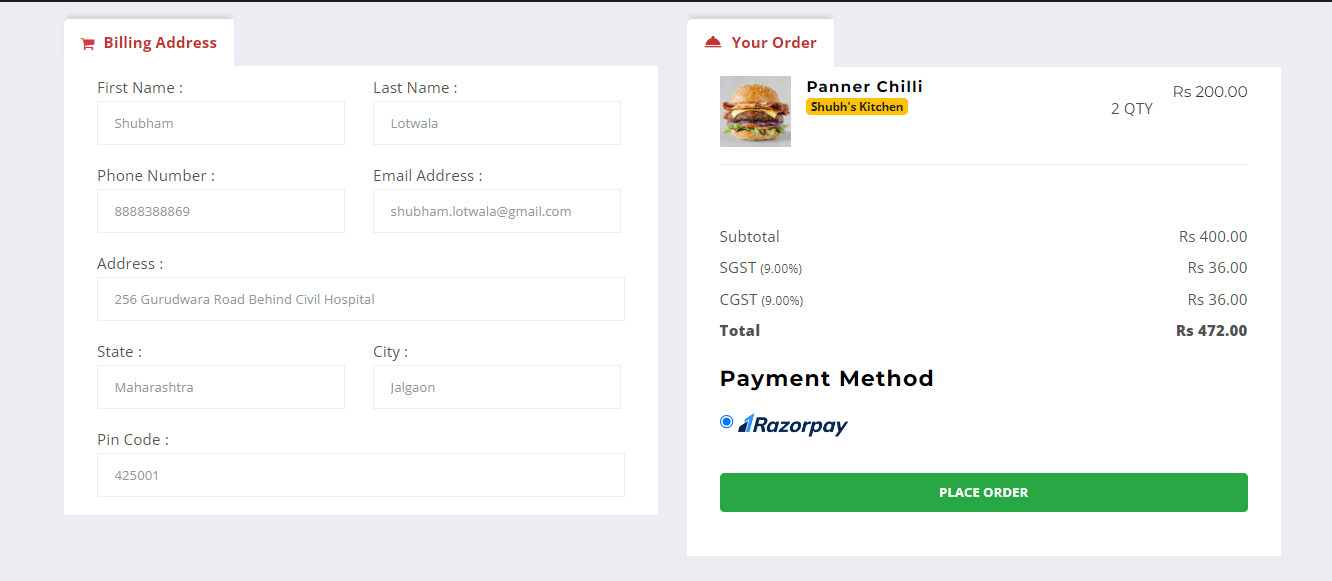 Billing Address
First Name :
Last Name :
Shubham
Lotwala
Phone Number :
Email Address :
8888388869
shubham.lotwala@gmail.com
Address :
256 Gurudwara Road Behind Civil Hospital
State :
City :
Maharashtra
Jalgaon
Pin Code :
425001
Your Order
Panner Chilli
Shubh's Kitchen
2 QTY
Rs 200.00
Subtotal Rs 400.00
SGST (9.00%) Rs 36.00
CGST (9.00%) Rs 36.00
Total Rs 472.00
Payment Method
Razorpay
PLACE ORDER